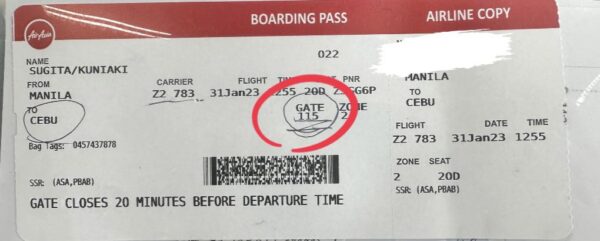 BOARDING PASS
AIRLINE COPY
AirAsia
022
NAME
SUGITA/KUNIAKI
FROM
MANILA
TO
CEBU
CARRIER FLIGHT PNR
Z2 783 31Jan23 1255 20D
GATE ZONE
115 2
Bag Tags: 0457437878
SSR: (ASA,PBAB)
GATE CLOSES 20 MINUTES BEFORE DEPARTURE TIME
MANILA
TO
CEBU
FLIGHT DATE TIME
Z2 783 31Jan23 1255
ZONE SEAT
2 20D
SSR: (ASA,PBAB)